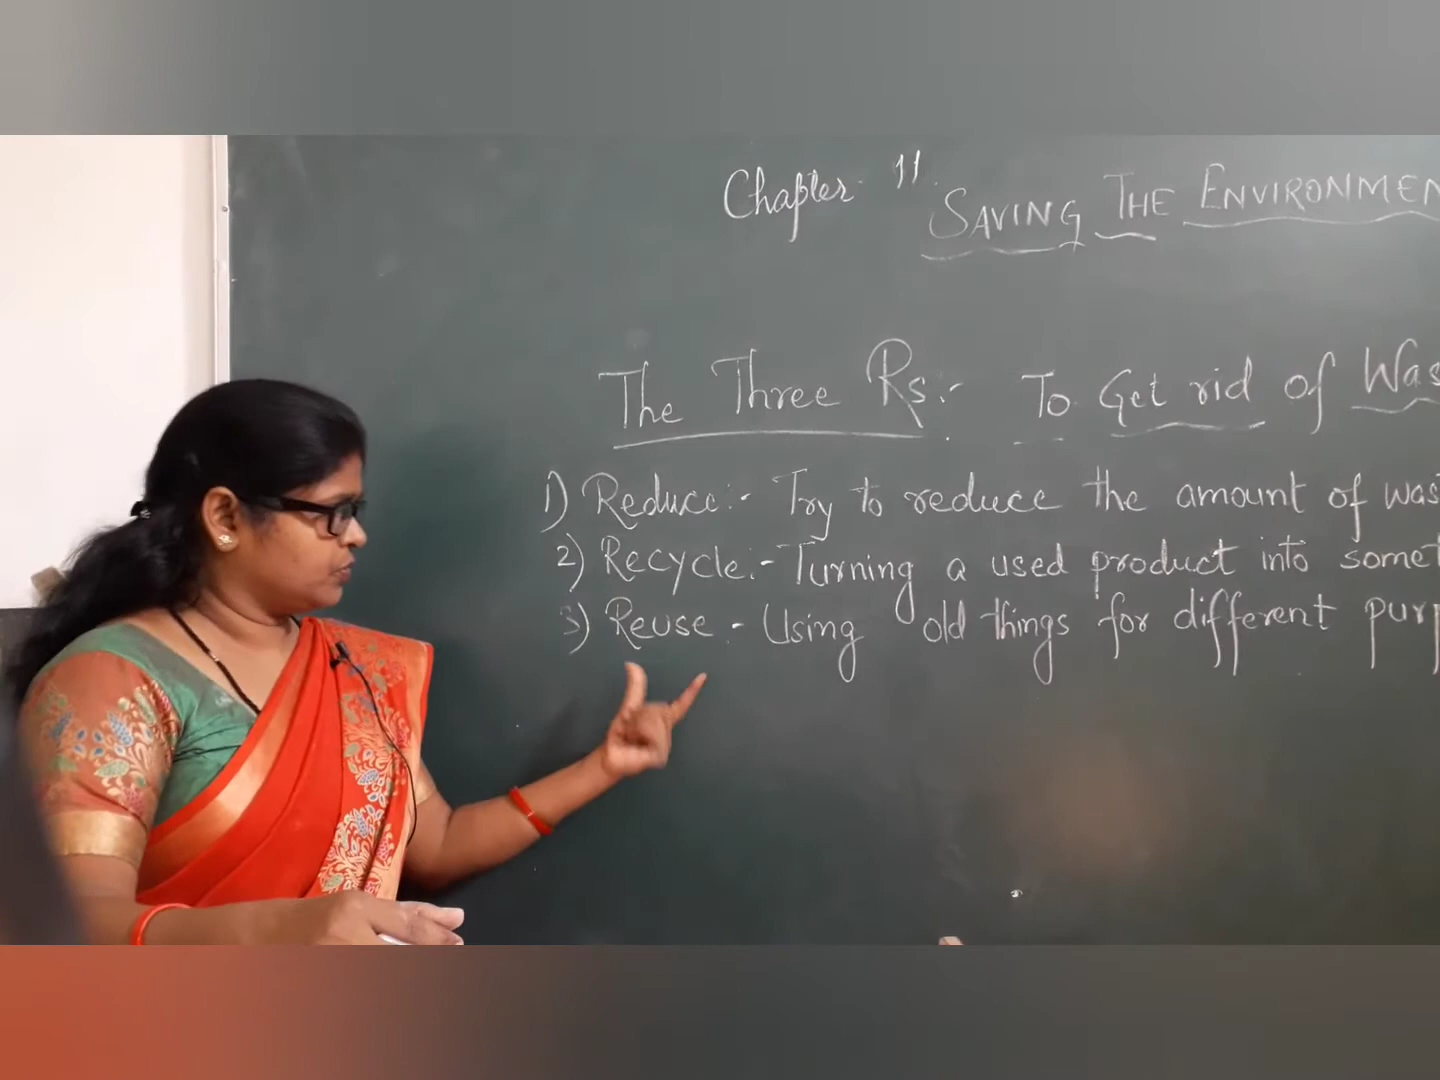 Chapter 11. SAVING THE ENVIRONMEN
The Three Rs:- To Get rid of Was
1) Reduce:- Try to reduce the amount of was
2) Recycle:- Turning a used product into somet
3) Reuse:- Using old things for different purp